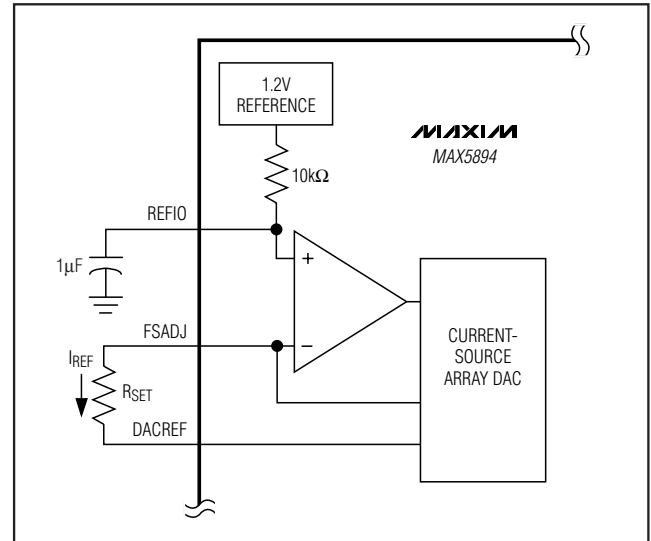 1.2V
REFERENCE
MAXIM
MAX5894
10kΩ
REFIO
+
1μF
CURRENT-
SOURCE
ARRAY DAC
FSADJ
−
IREF
RSET
DACREF